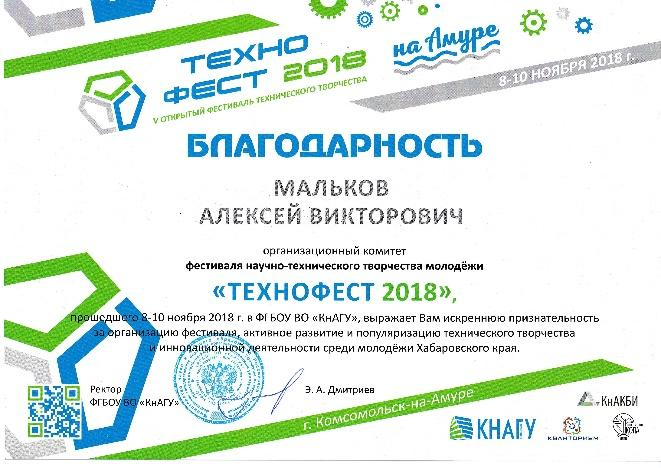 ТЕХНО
ФЕСТ 2018
V ОТКРЫТЫЙ ФЕСТИВАЛЬ ТЕХНИЧЕСКОГО ТВОРЧЕСТВА
на Амуре
8-10 НОЯБРЯ 2018 г.
БЛАГОДАРНОСТЬ
МАЛЬКОВ
АЛЕКСЕЙ ВИКТОРОВИЧ
организационный комитет
фестиваля научно-технического творчества молодёжи
«ТЕХНОФЕСТ 2018»,
прошедшего 8-10 ноября 2018 г. в ФГБОУ ВО «КнАГУ», выражает Вам искреннюю признательность
за организацию фестиваля, активное развитие и популяризацию технического творчества
и инновационной деятельности среди молодёжи Хабаровского края.
Ректор
ФГБОУ ВО «КнАГУ»
Э. А. Дмитриев
г. Комсомольск-на-Амуре
КнАКБИ
КНАГУ
КВАНТОРИУМ